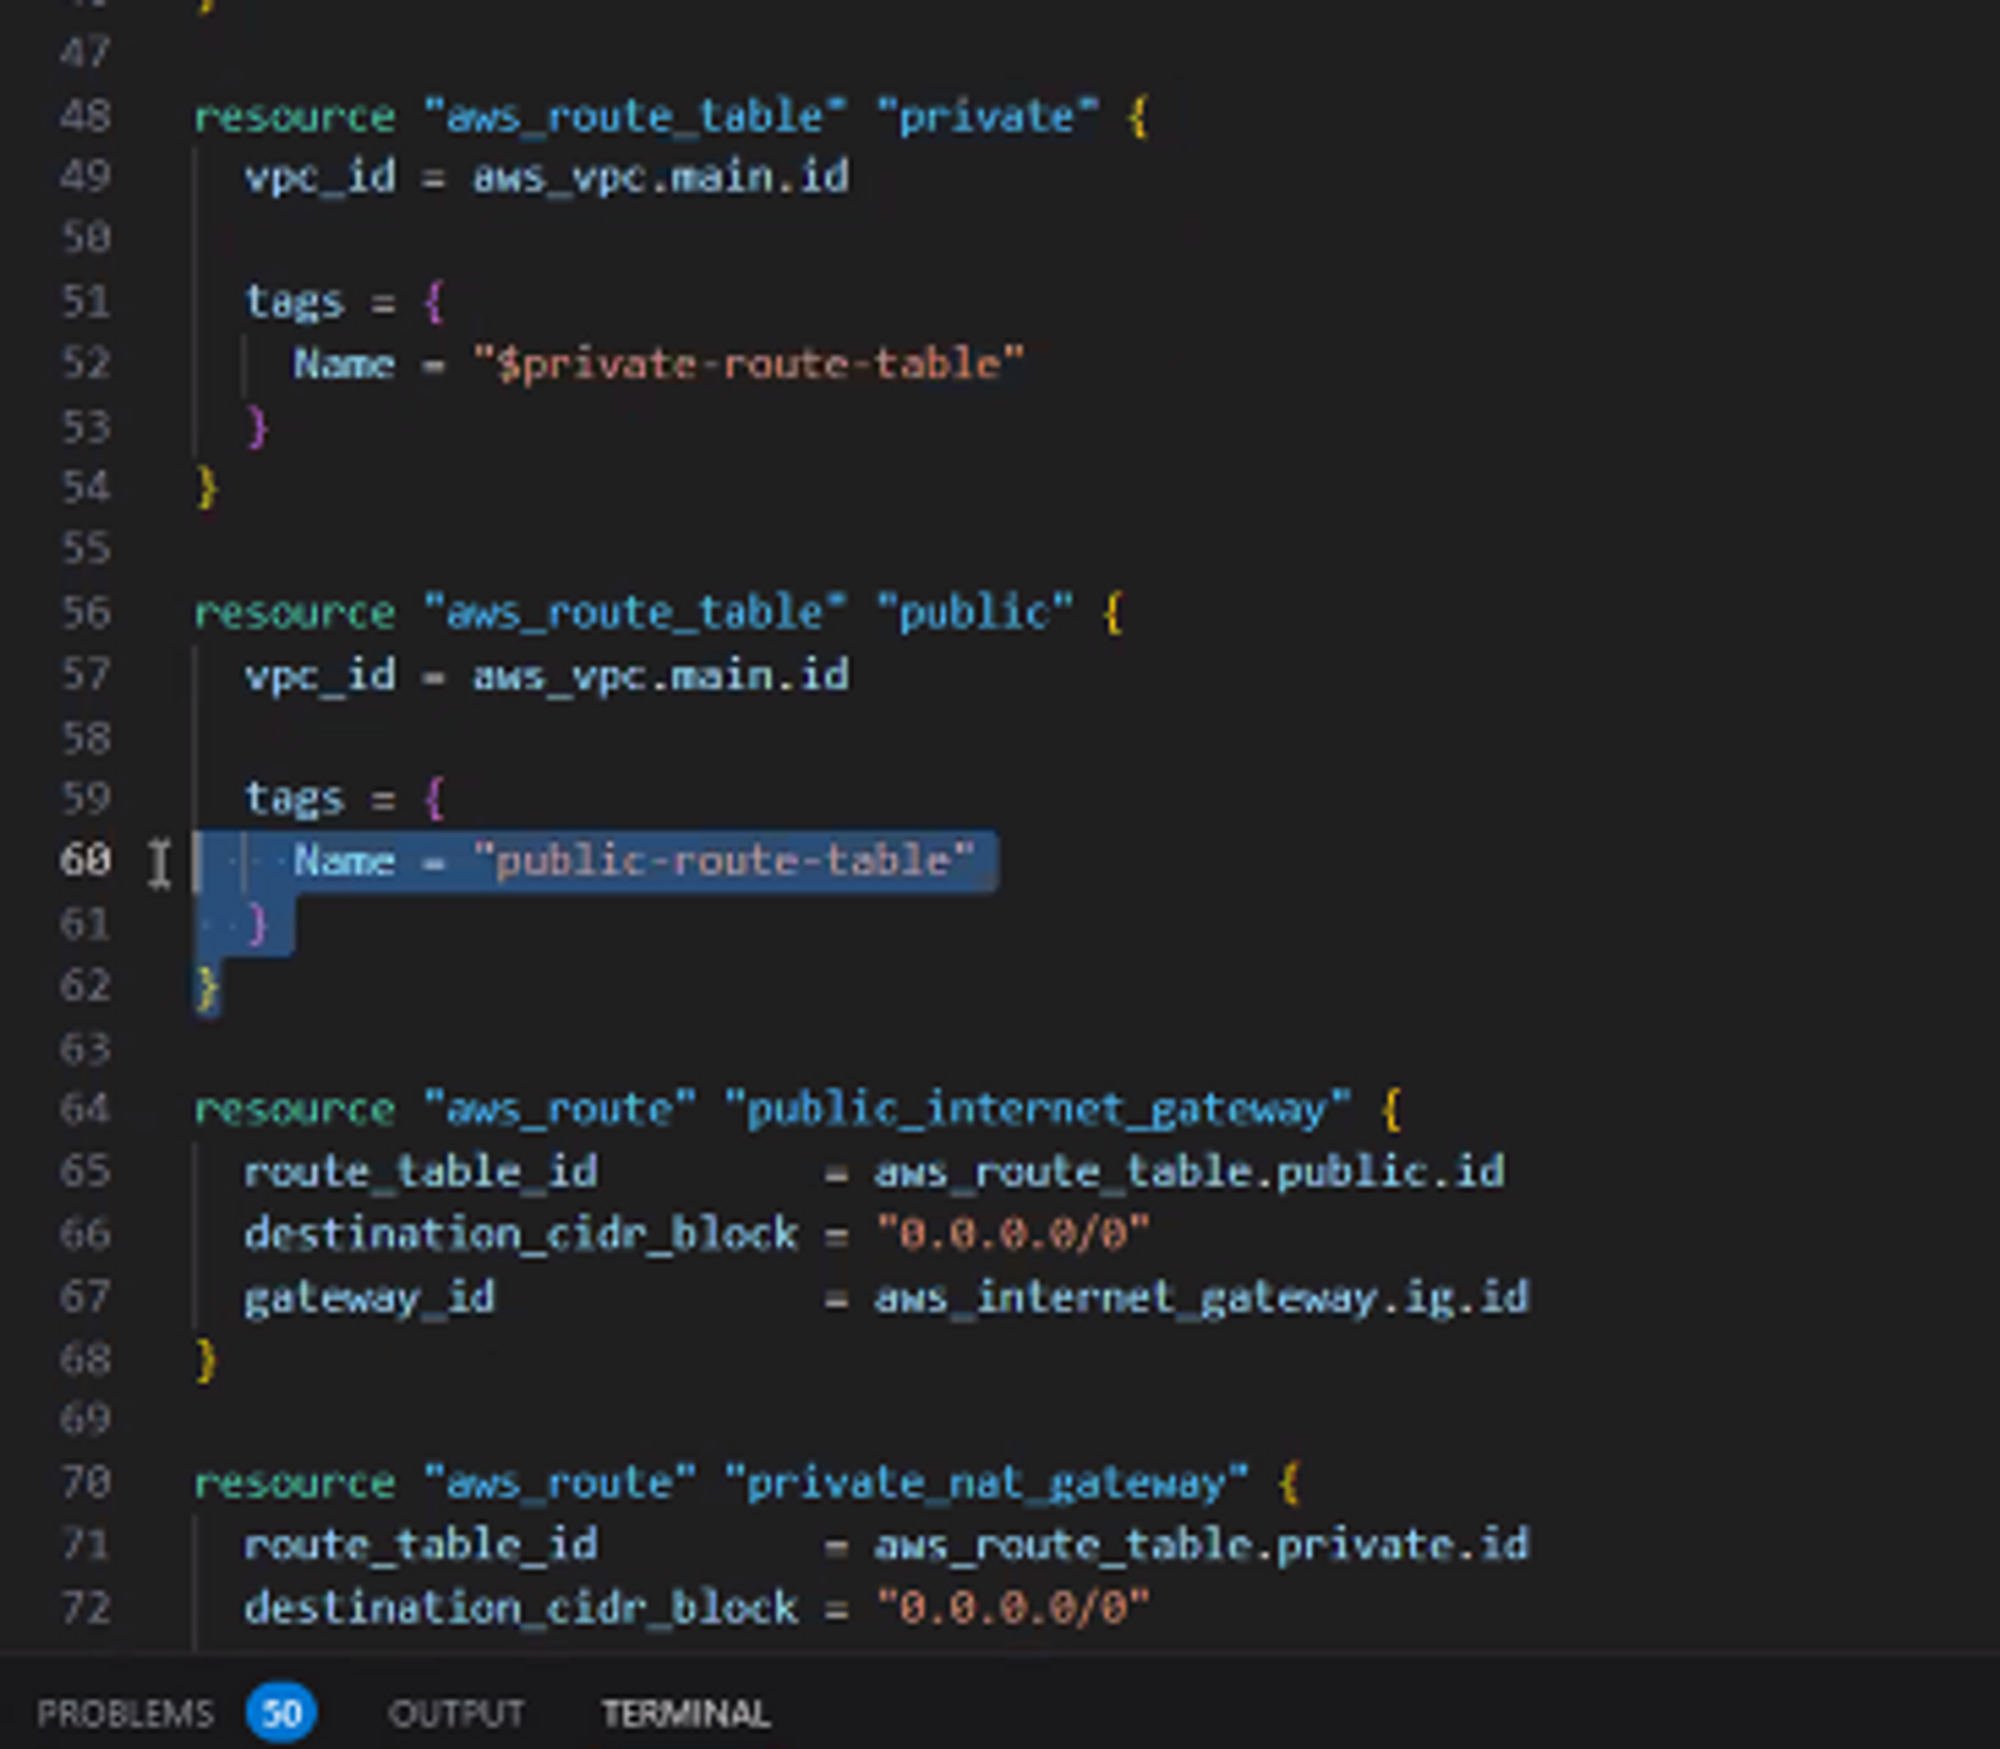 47
48 resource "aws_route_table" "private" {
49   vpc_id = aws_vpc.main.id
50
51   tags = {
52     Name = "$private-route-table"
53   }
54 }
55
56 resource "aws_route_table" "public" {
57   vpc_id = aws_vpc.main.id
58
59   tags = {
60     Name = "public-route-table"
61   }
62 }
63
64 resource "aws_route" "public_internet_gateway" {
65   route_table_id         = aws_route_table.public.id
66   destination_cidr_block = "0.0.0.0/0"
67   gateway_id             = aws_internet_gateway.ig.id
68 }
69
70 resource "aws_route" "private_nat_gateway" {
71   route_table_id         = aws_route_table.private.id
72   destination_cidr_block = "0.0.0.0/0"
PROBLEMS 50 OUTPUT TERMINAL